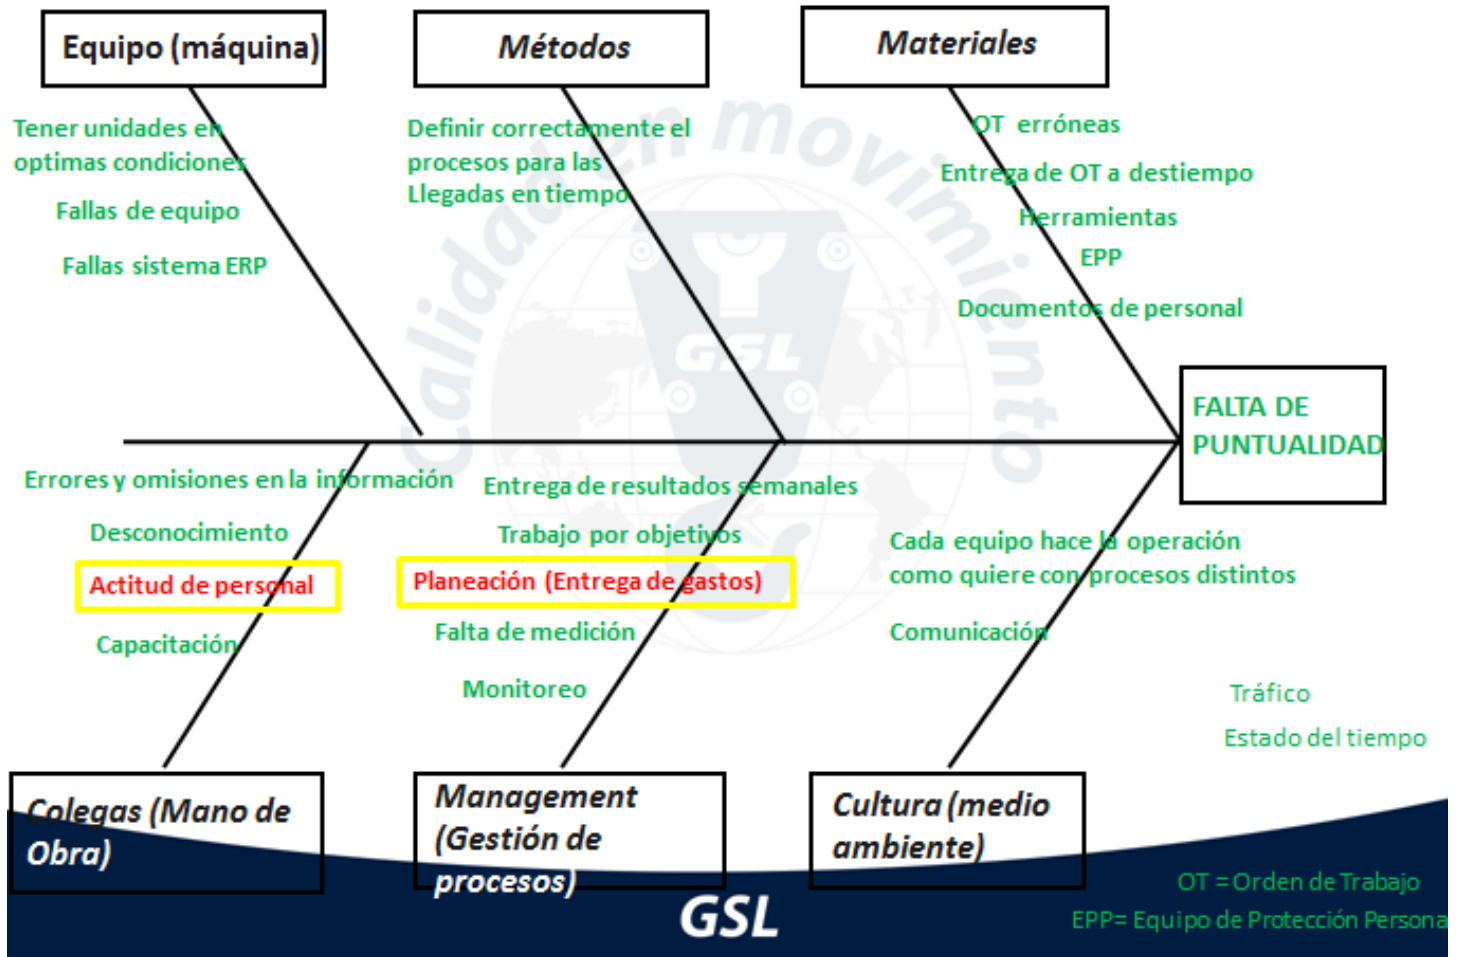 Equipo (máquina)
Métodos
Materiales
Tener unidades en
optimas condiciones
Fallas de equipo
Fallas sistema ERP
Definir correctamente el
procesos para las
Llegadas en tiempo
OT erróneas
Entrega de OT a destiempo
Herramientas
EPP
Documentos de personal
Calidad en movimiento
GSL
FALTA DE
PUNTUALIDAD
Errores y omisiones en la información
Desconocimiento
Actitud de personal
Capacitación
Entrega de resultados semanales
Trabajo por objetivos
Planeación (Entrega de gastos)
Falta de medición
Monitoreo
Cada equipo hace la operación
como quiere con procesos distintos
Comunicación
Tráfico
Estado del tiempo
Colegas (Mano de
Obra)
Management
(Gestión de
procesos)
Cultura (medio
ambiente)
GSL
OT = Orden de Trabajo
EPP= Equipo de Protección Persona